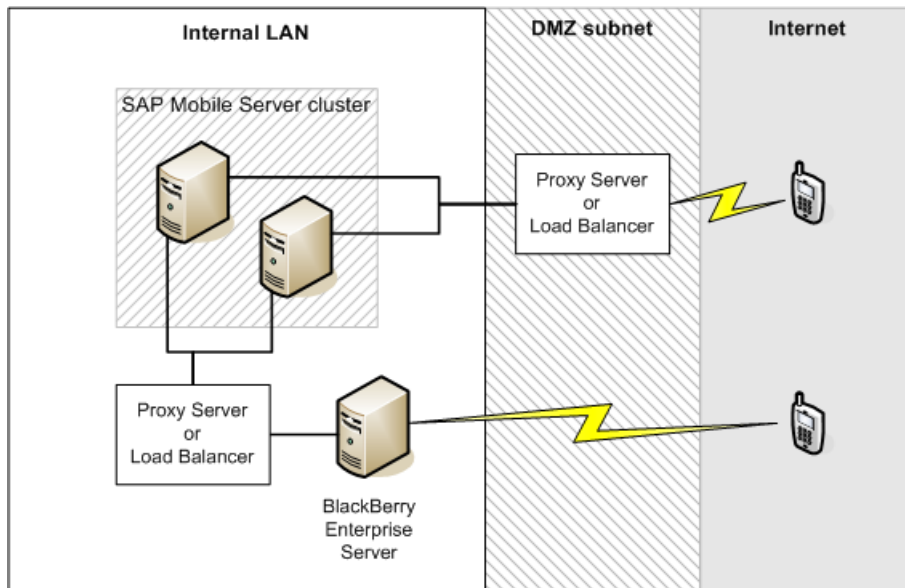 Internal LAN
DMZ subnet
Internet
SAP Mobile Server cluster
Proxy Server
or
Load Balancer
Proxy Server
or
Load Balancer
BlackBerry
Enterprise
Server